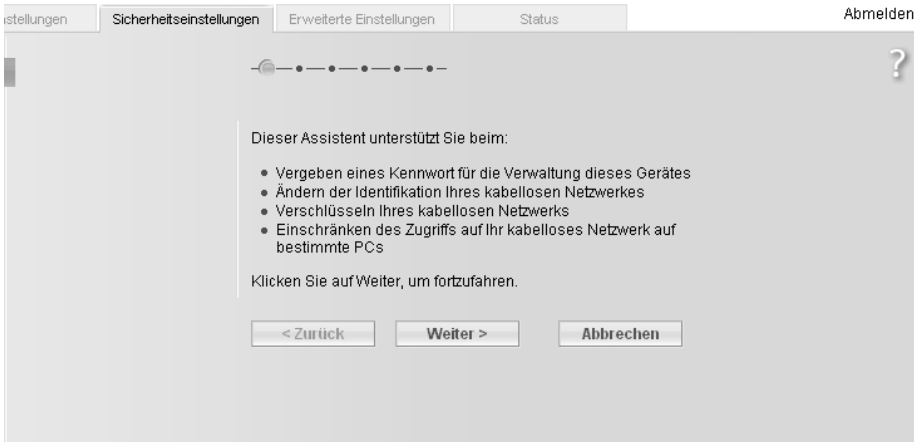 stellungen Sicherheitseinstellungen Erweiterte Einstellungen Status Abmelden
?
Dieser Assistent unterstützt Sie beim:
Vergeben eines Kennwort für die Verwaltung dieses Gerätes
Ändern der Identifikation Ihres kabellosen Netzwerkes
Verschlüsseln Ihres kabellosen Netzwerks
Einschränken des Zugriffs auf Ihr kabelloses Netzwerk auf
bestimmte PCs
Klicken Sie auf Weiter, um fortzufahren.
< Zurück Weiter > Abbrechen